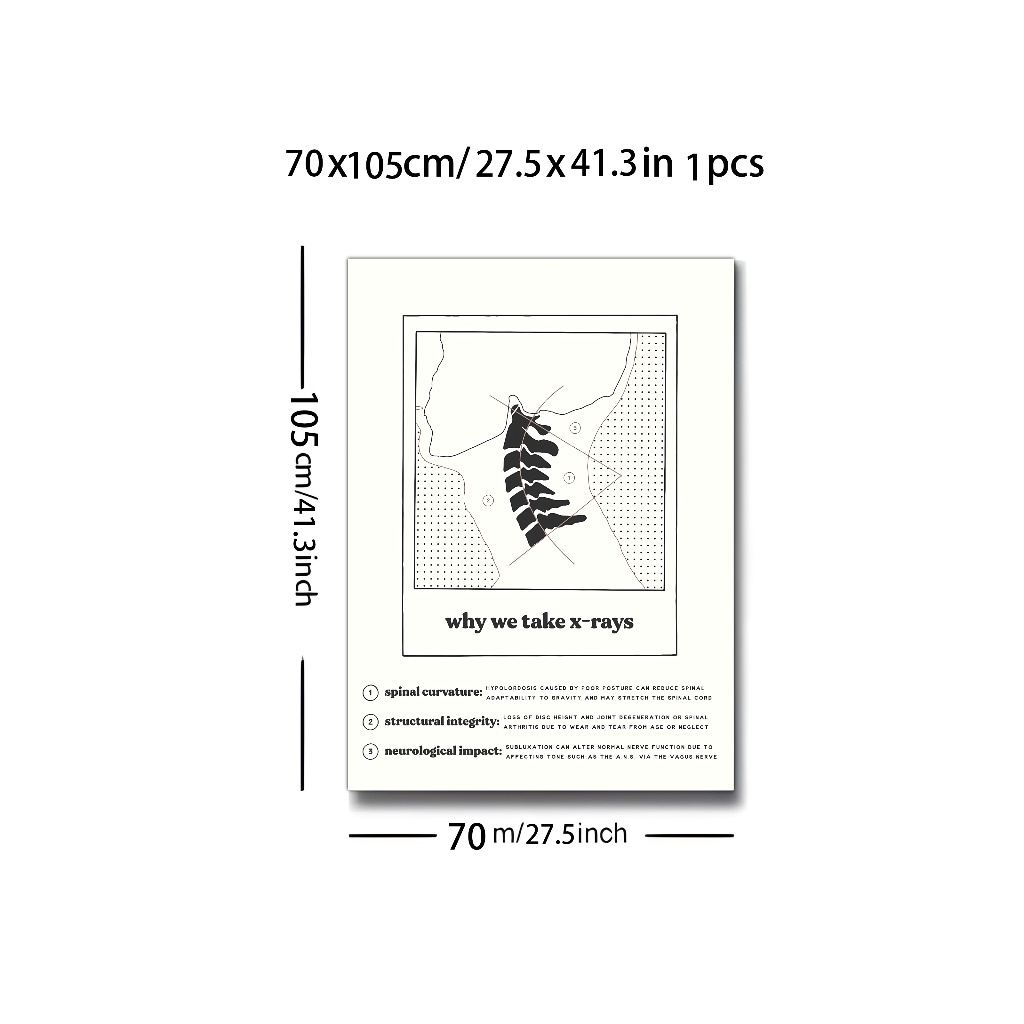 70x105cm/27.5x41.3in 1pcs
105cm/41.3inch
3
1
2
why we take x-rays
1 spinal curvature: HYPOLORDOSIS CAUSED BY POOR POSTURE CAN REDUCE SPINAL
ADAPTABILITY TO GRAVITY AND MAY STRETCH THE SPINAL CORD
2 structural integrity: LOSS OF DISC HEIGHT AND JOINT DEGENERATION OR SPINAL
ARTHRITIS DUE TO WEAR AND TEAR FROM AGE OR NEGLECT
3 neurological impact: SUBLUXATION CAN ALTER NORMAL NERVE FUNCTION DUE TO
AFFECTING TONE SUCH AS THE A.N.S. VIA THE VAGUS NERVE
70 m/27.5inch